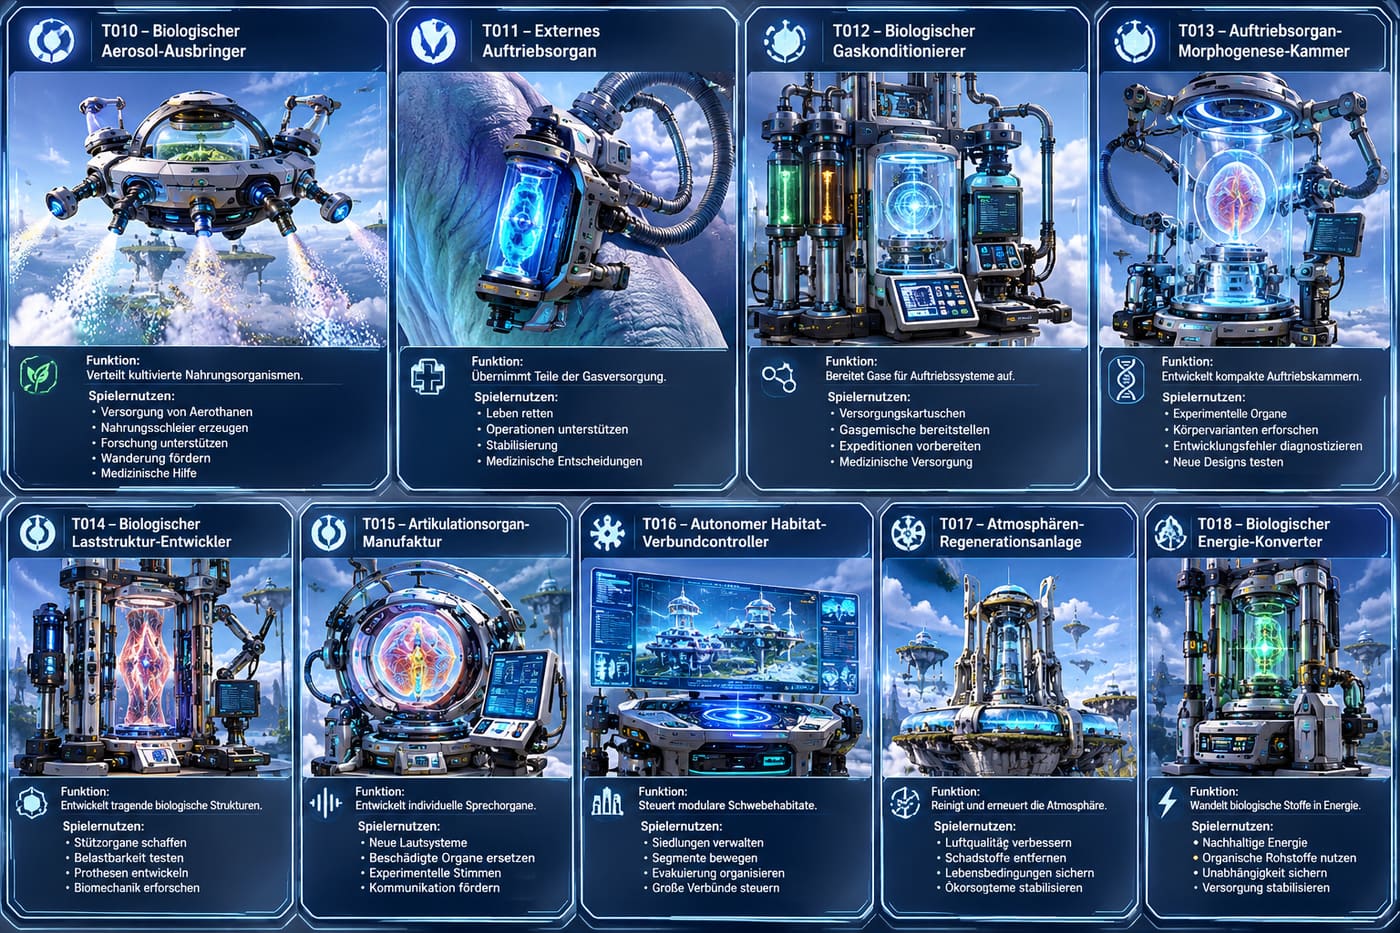 T010 – Biologischer
Aerosol-Ausbringer
Funktion:
Verteilt kultivierte Nahrungsorganismen.
Spielernutzen:
• Versorgung von Aerothanen
• Nahrungsschleier erzeugen
• Forschung unterstützen
• Wanderung fördern
• Medizinische Hilfe
T011 – Externes
Auftriebsorgan
Funktion:
Übernimmt Teile der Gasversorgung.
Spielernutzen:
• Leben retten
• Operationen unterstützen
• Stabilisierung
• Medizinische Entscheidungen
T012 – Biologischer
Gaskonditionierer
Funktion:
Bereitet Gase für Auftriebssysteme auf.
Spielernutzen:
• Versorgungskartuschen
• Gasgemische bereitstellen
• Expeditionen vorbereiten
• Medizinische Versorgung
T013 – Auftriebsorgan-
Morphogenese-Kammer
Funktion:
Entwickelt kompakte Auftriebskammern.
Spielernutzen:
• Experimentelle Organe
• Körpervarianten erforschen
• Entwicklungsfehler diagnostizieren
• Neue Designs testen
T014 – Biologischer
Laststruktur-Entwickler
Funktion:
Entwickelt tragende biologische Strukturen.
Spielernutzen:
• Stützorgane schaffen
• Belastbarkeit testen
• Prothesen entwickeln
• Biomechanik erforschen
T015 – Artikulationsorgan-
Manufaktur
Funktion:
Entwickelt individuelle Sprechorgane.
Spielernutzen:
• Neue Lautsysteme
• Beschädigte Organe ersetzen
• Experimentelle Stimmen
• Kommunikation fördern
T016 – Autonomer Habitat-
Verbundcontroller
Funktion:
Steuert modulare Schwebehabitate.
Spielernutzen:
• Siedlungen verwalten
• Segmente bewegen
• Evakuierung organisieren
• Große Verbünde steuern
T017 – Atmosphären-
Regenerationsanlage
Funktion:
Reinigt und erneuert die Atmosphäre.
Spielernutzen:
• Luftqualität verbessern
• Schadstoffe entfernen
• Lebensbedingungen sichern
• Ökorsogteme stabilisieren
T018 – Biologischer
Energie-Konverter
Funktion:
Wandelt biologische Stoffe in Energie.
Spielernutzen:
• Nachhaltige Energie
• Organische Rohstoffe nutzen
• Unabhängigkeit sichern
• Versorgung stabilisieren